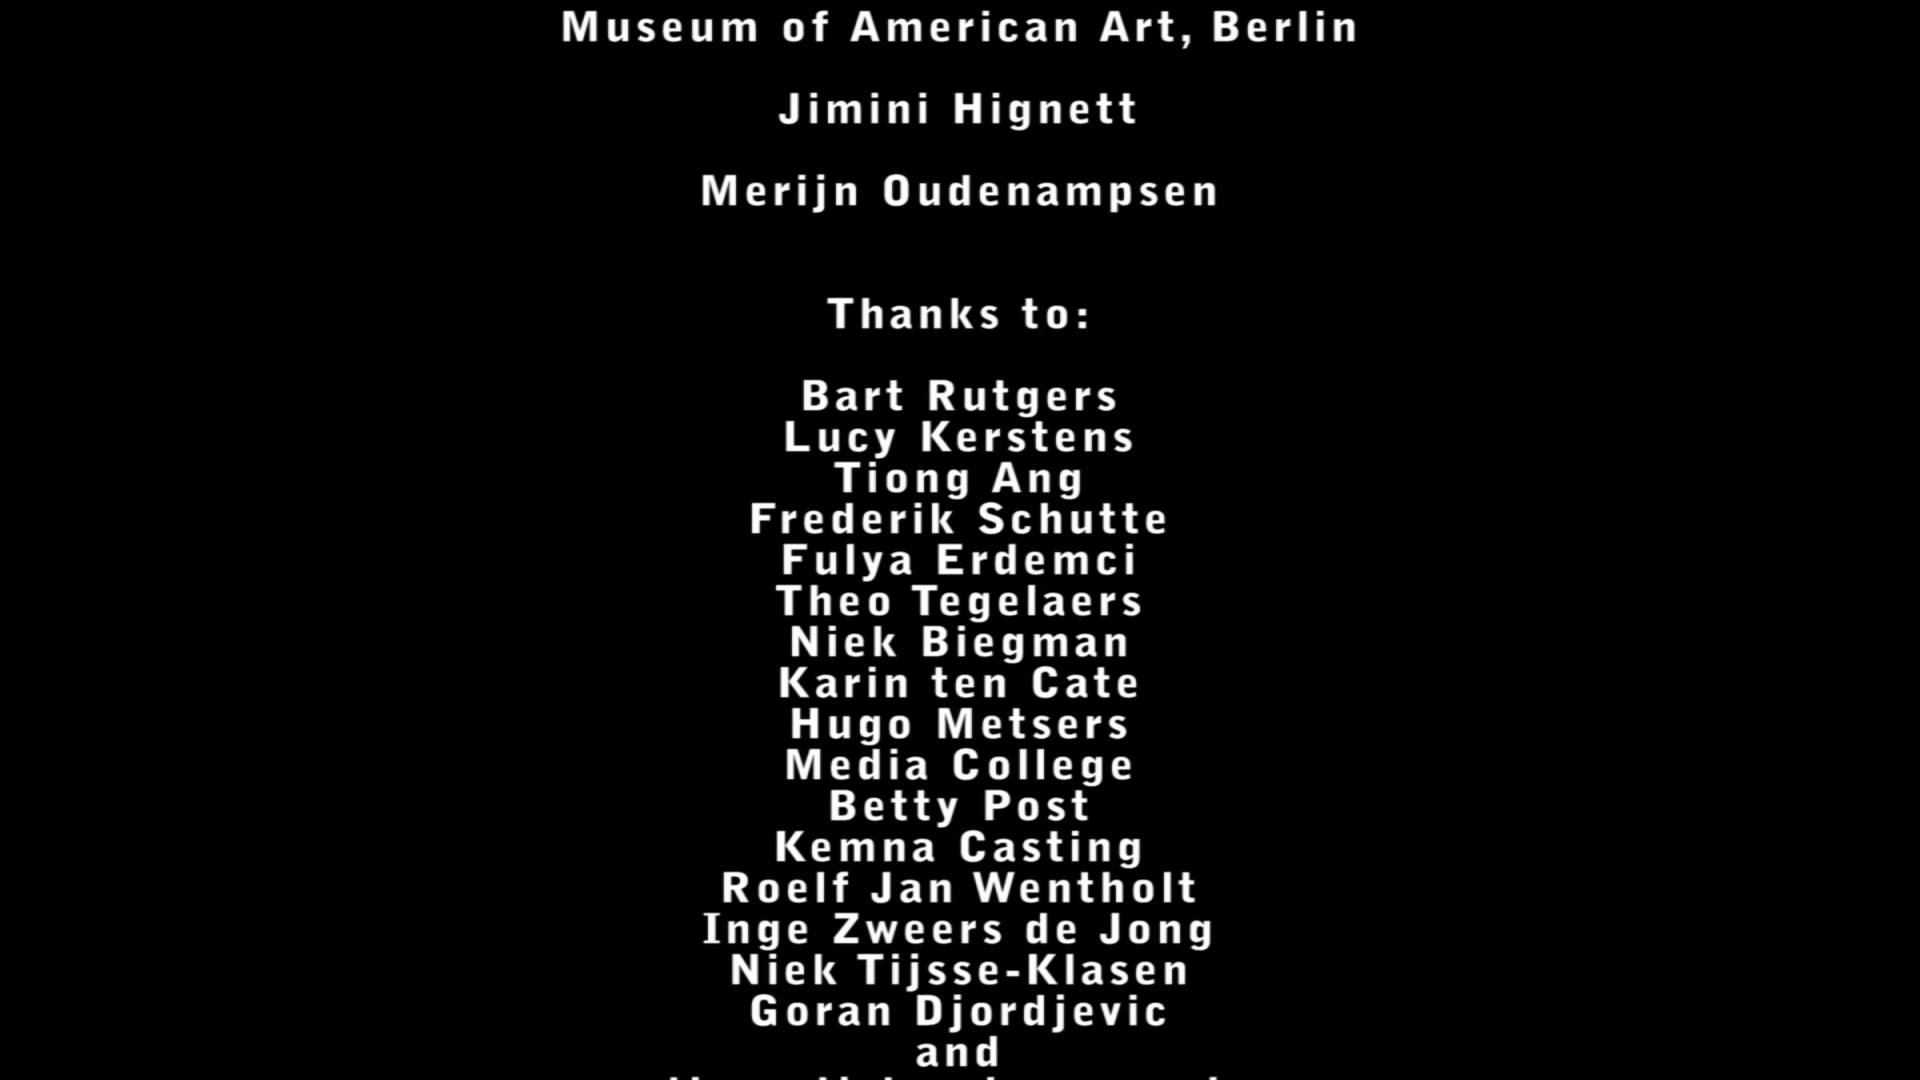 Museum of American Art, Berlin
Jimini Hignett
Merijn Oudenampsen
Thanks to:
Bart Rutgers
Lucy Kerstens
Tiong Ang
Frederik Schutte
Fulya Erdemci
Theo Tegelaers
Niek Biegman
Karin ten Cate
Hugo Metsers
Media College
Betty Post
Kemna Casting
Roelf Jan Wentholt
Inge Zweers de Jong
Niek Tijsse-Klasen
Goran Djordjevic
and